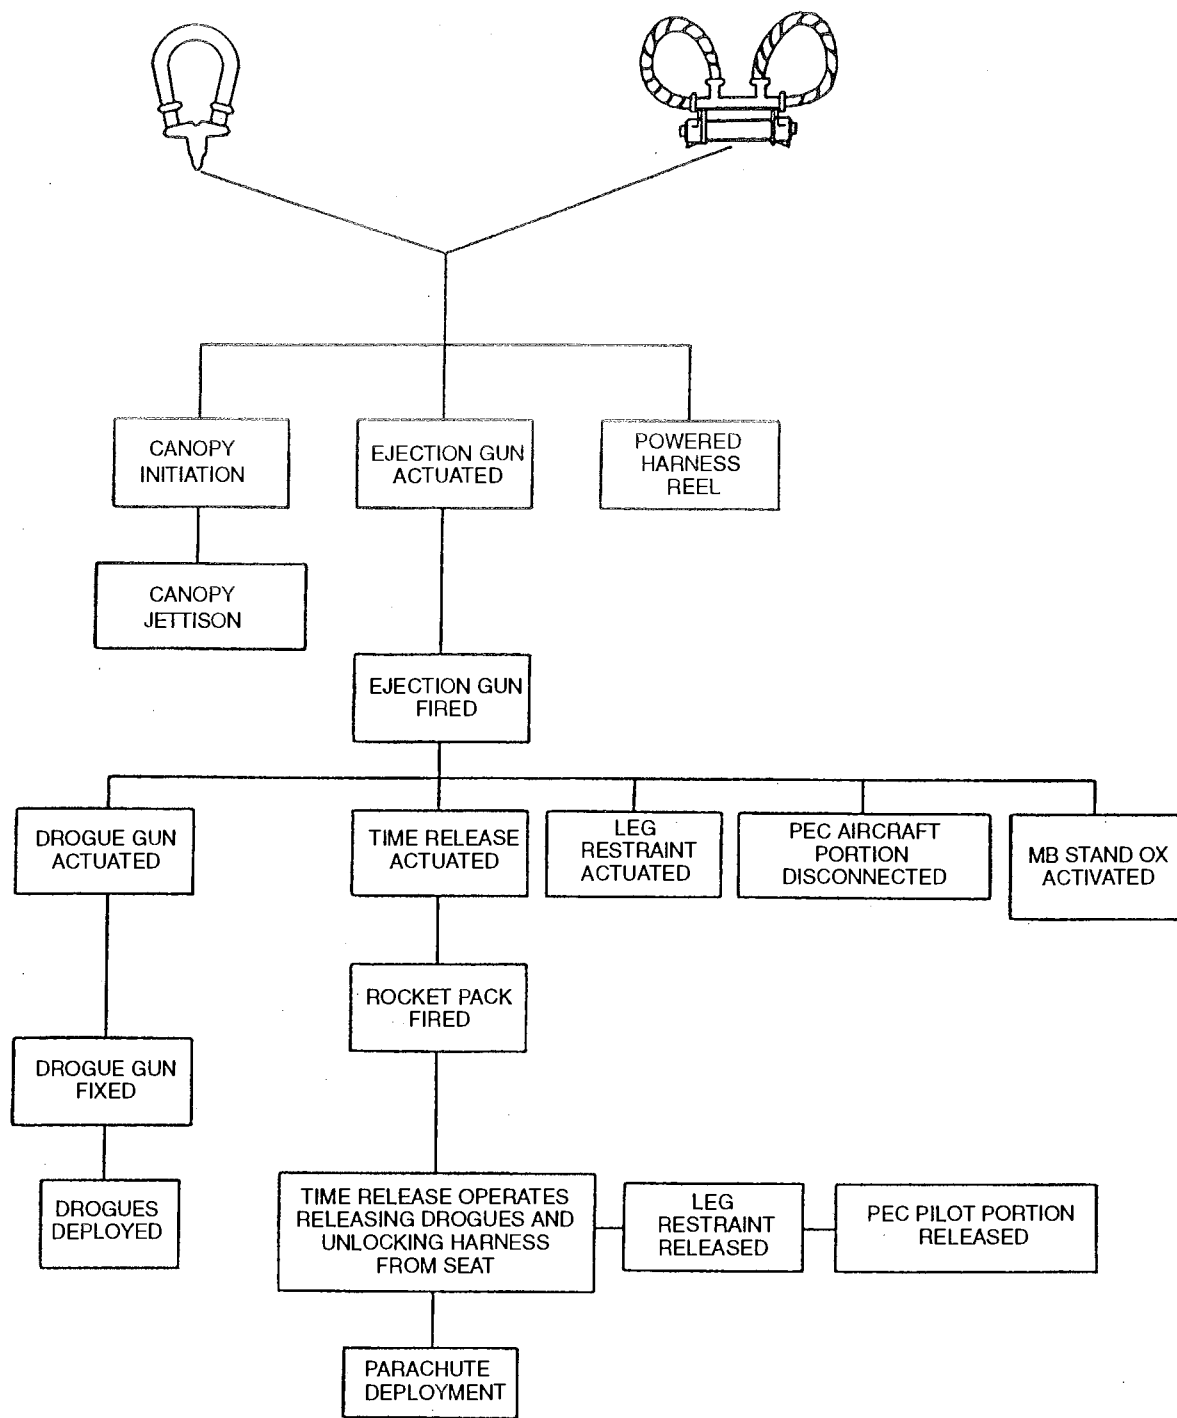 CANOPY
INITIATION
EJECTION GUN
ACTUATED
POWERED
HARNESS
REEL
CANOPY
JETTISON
EJECTION GUN
FIRED
DROGUE GUN
ACTUATED
TIME RELEASE
ACTUATED
LEG
RESTRAINT
ACTUATED
PEC AIRCRAFT
PORTION
DISCONNECTED
MB STAND OX
ACTIVATED
ROCKET PACK
FIRED
DROGUE GUN
FIXED
DROGUES
DEPLOYED
TIME RELEASE OPERATES
RELEASING DROGUES AND
UNLOCKING HARNESS
FROM SEAT
LEG
RESTRAINT
RELEASED
PEC PILOT PORTION
RELEASED
PARACHUTE
DEPLOYMENT